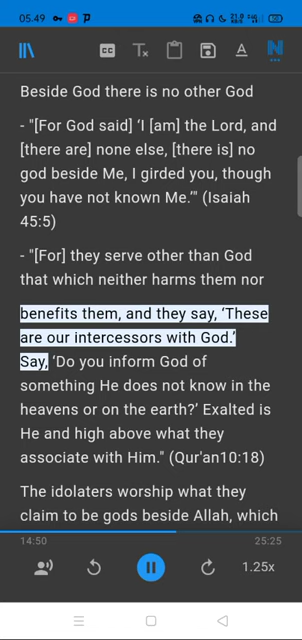 05.49
Beside God there is no other God
- "[For God said] ‘I [am] the Lord, and
[there are] none else, [there is] no
god beside Me, I girded you, though
you have not known Me.’" (Isaiah
45:5)
- "[For] they serve other than God
that which neither harms them nor
benefits them, and they say, ‘These
are our intercessors with God.’
Say, ‘Do you inform God of
something He does not know in the
heavens or on the earth?’ Exalted is
He and high above what they
associate with Him." (Qur'an10:18)
The idolaters worship what they
claim to be gods beside Allah, which
14:50 25:25
1.25x